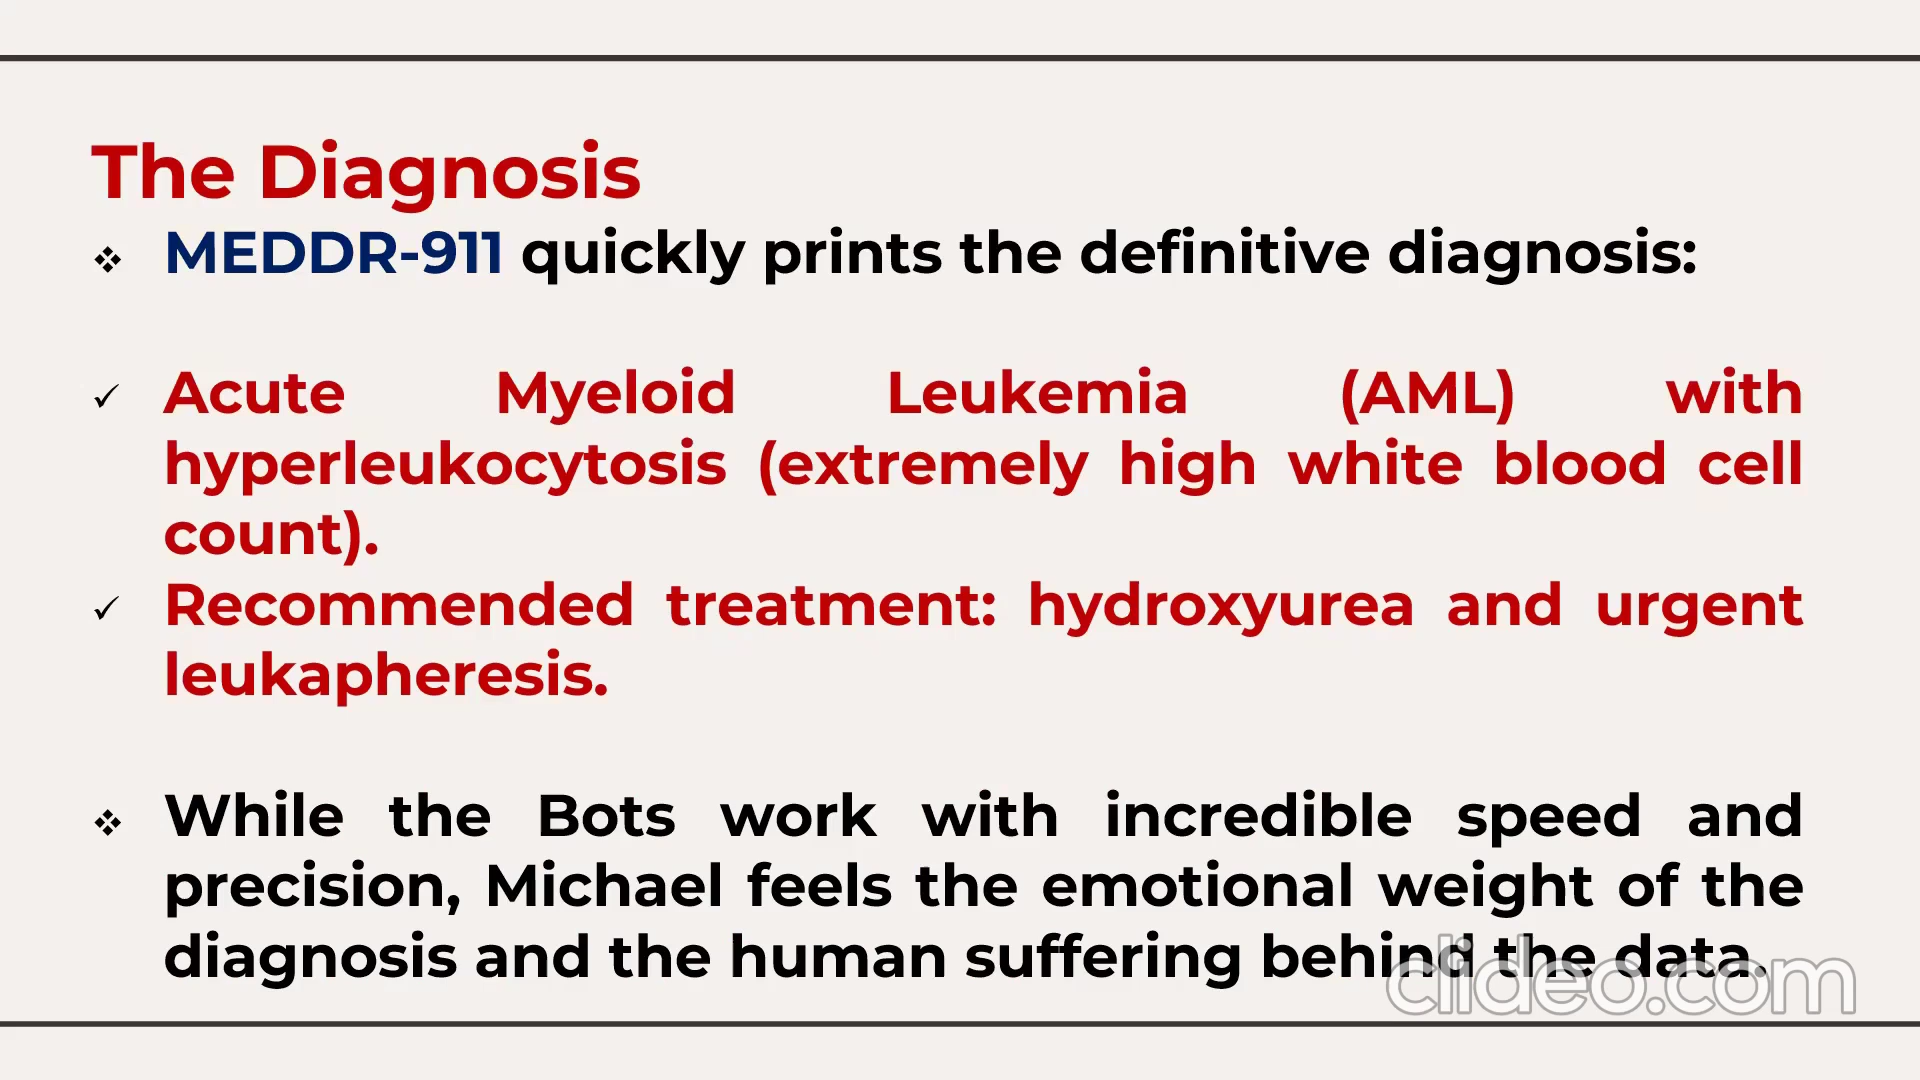 The Diagnosis
❖ MEDDR-911 quickly prints the definitive diagnosis:
✓ Acute Myeloid Leukemia (AML) with
hyperleukocytosis (extremely high white blood cell
count).
✓ Recommended treatment: hydroxyurea and urgent
leukapheresis.
❖ While the Bots work with incredible speed and
precision, Michael feels the emotional weight of the
diagnosis and the human suffering behind the data.
clideo.com